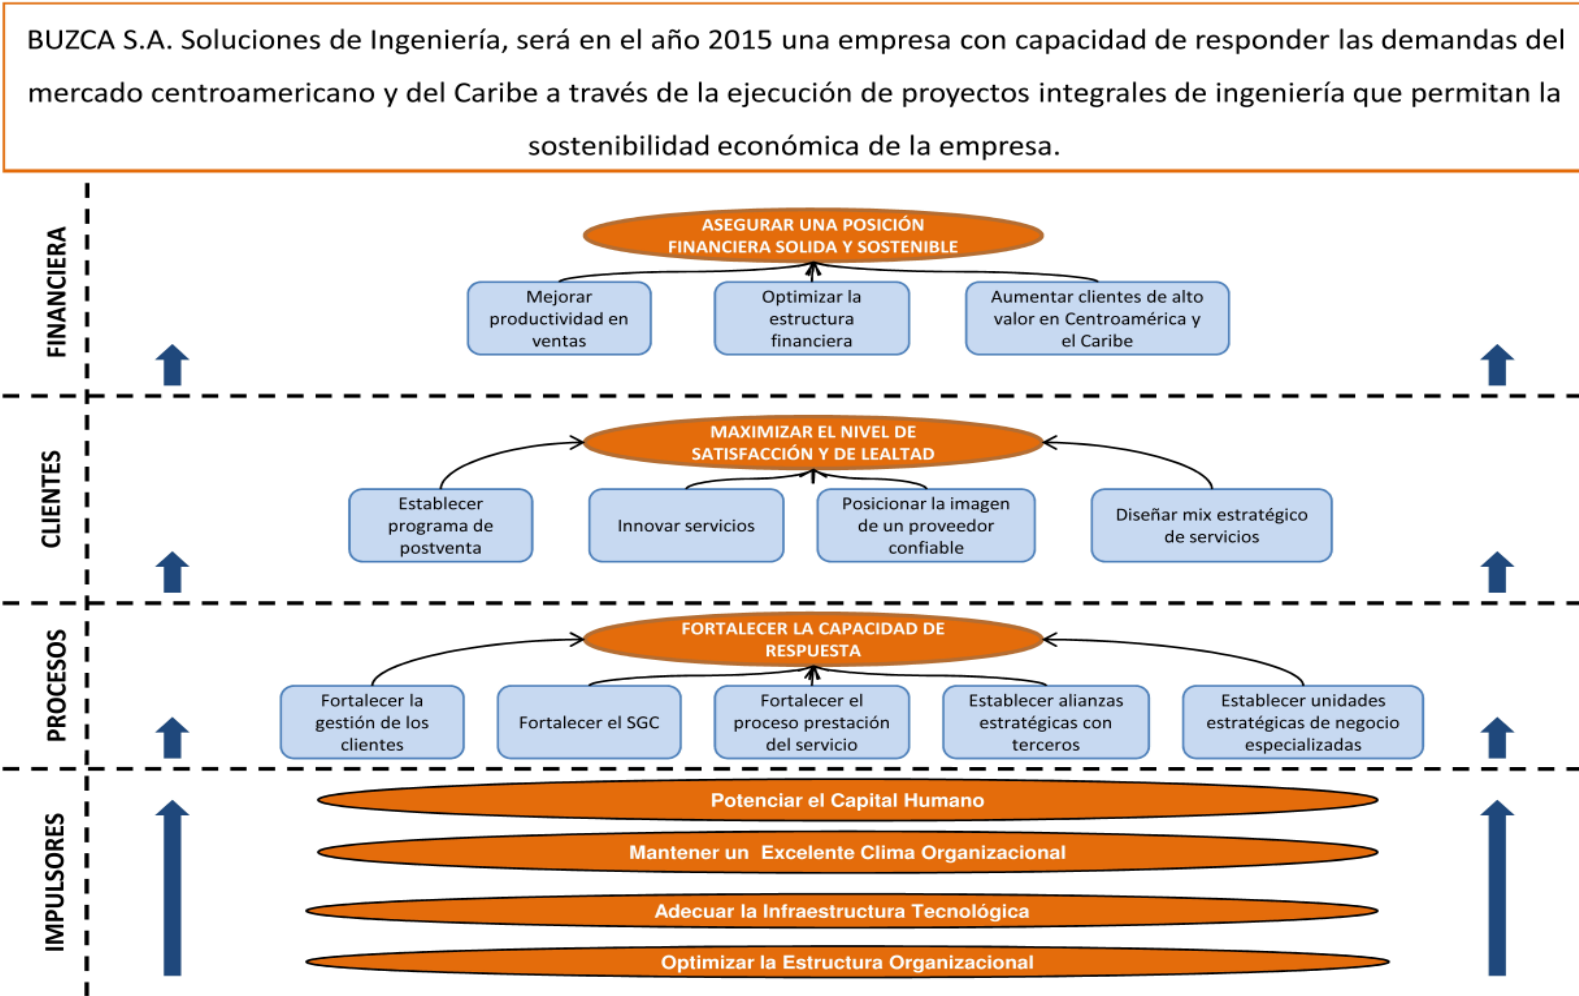 BUZCA S.A. Soluciones de Ingeniería, será en el año 2015 una empresa con capacidad de responder las demandas del
mercado centroamericano y del Caribe a través de la ejecución de proyectos integrales de ingeniería que permitan la
sostenibilidad económica de la empresa.
FINANCIERA
ASEGURAR UNA POSICIÓN
FINANCIERA SOLIDA Y SOSTENIBLE
Mejorar
productividad en
ventas
Optimizar la
estructura
financiera
Aumentar clientes de alto
valor en Centroamérica y
el Caribe
CLIENTES
MAXIMIZAR EL NIVEL DE
SATISFACCIÓN Y DE LEALTAD
Establecer
programa de
postventa
Innovar servicios
Posicionar la imagen
de un proveedor
confiable
Diseñar mix estratégico
de servicios
PROCESOS
FORTALECER LA CAPACIDAD DE
RESPUESTA
Fortalecer la
gestión de los
clientes
Fortalecer el SGC
Fortalecer el
proceso prestación
del servicio
Establecer alianzas
estratégicas con
terceros
Establecer unidades
estratégicas de negocio
especializadas
IMPULSORES
Potenciar el Capital Humano
Mantener un  Excelente Clima Organizacional
Adecuar la Infraestructura Tecnológica
Optimizar la Estructura Organizacional